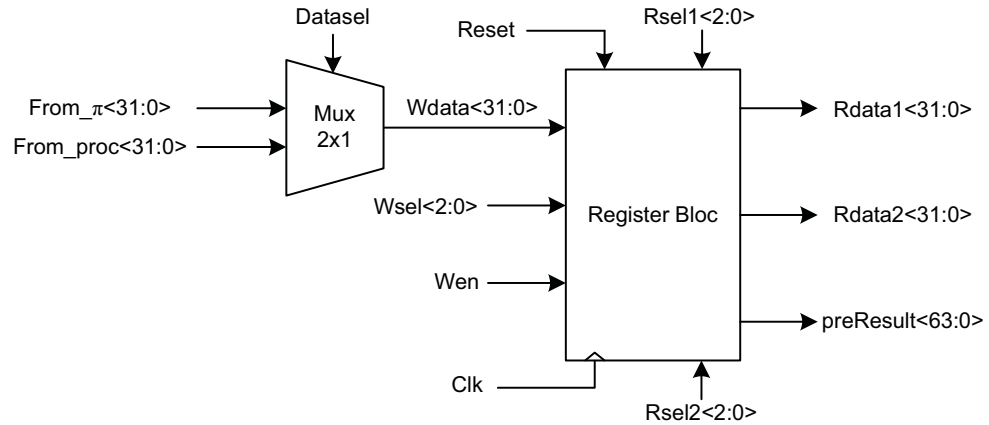 Datasel
Reset
Rsel1<2:0>
From_π<31:0>
From_proc<31:0>
Mux
2x1
Wdata<31:0>
Rdata1<31:0>
Wsel<2:0>
Register Bloc
Rdata2<31:0>
Wen
preResult<63:0>
Clk
Rsel2<2:0>